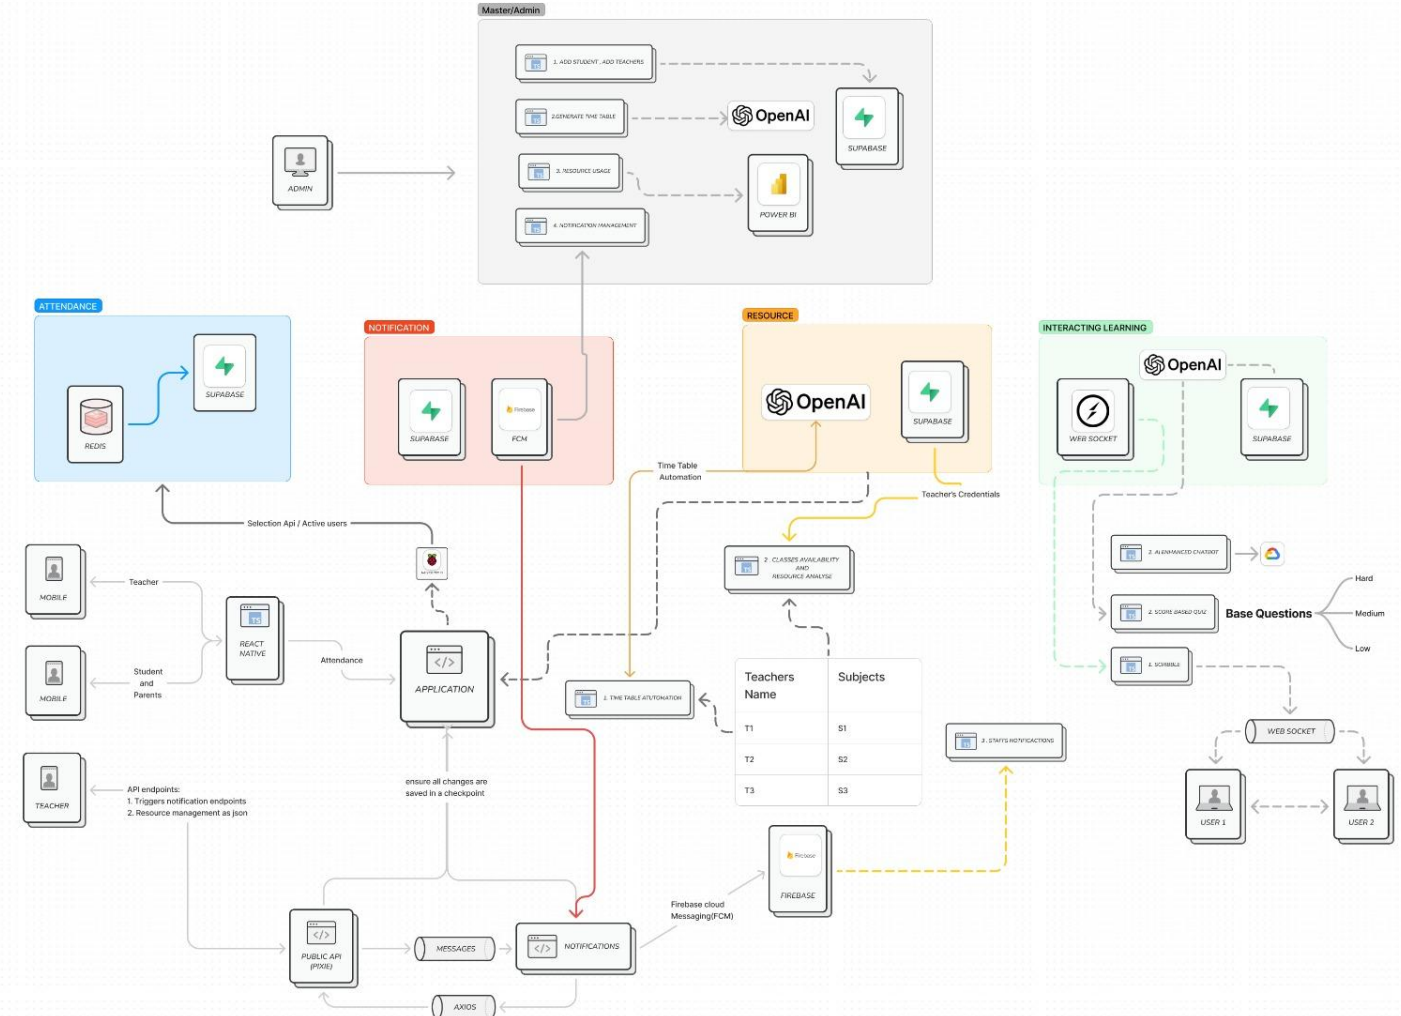 Master/Admin
1. ADD STUDENT , ADD TEACHERS
2.GENERATE TIME TABLE
OpenAI
SUPABASE
3. RESOURCE USAGE
POWER BI
4. NOTIFICATION MANAGEMENT
ADMIN
ATTENDANCE
SUPABASE
REDIS
NOTIFICATION
SUPABASE
Firebase
FCM
RESOURCE
OpenAI
SUPABASE
INTERACTING LEARNING
OpenAI
WEB SOCKET
SUPABASE
Time Table
Automation
Teacher's Credentials
Selection Api / Active users
MOBILE
Teacher
REACT
NATIVE
MOBILE
Student
and
Parents
Attendance
APPLICATION
2 . CLASSES AVAILABILITY
AND
RESOURCE ANALYSE
1. TIME TABLE ATUTOMATION
Teachers
Name
Subjects
T1
S1
T2
S2
T3
S3
3. AI ENHANCED CHATBOT
2. SCORE BASED QUIZ
Base Questions
Hard
Medium
Low
1. SCRIBBLE
WEB SOCKET
USER 1
USER 2
3 . STAFFS NOTIFICACTIONS
TEACHER
API endpoints:
1. Triggers notification endpoints
2. Resource management as json
ensure all changes are
saved in a checkpoint
Firebase
FIREBASE
Firebase cloud
Messaging(FCM)
PUBLIC API
(PIXIE)
MESSAGES
NOTIFICATIONS
AXIOS